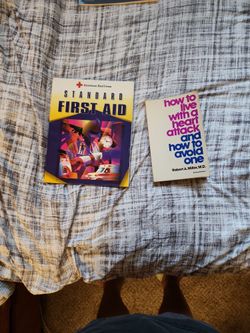 American Red Cross
STANDARD
FIRST AID
how to
live
with a
heart
attack
and
how to
avoid
one
Robert A. Miller, M.D.